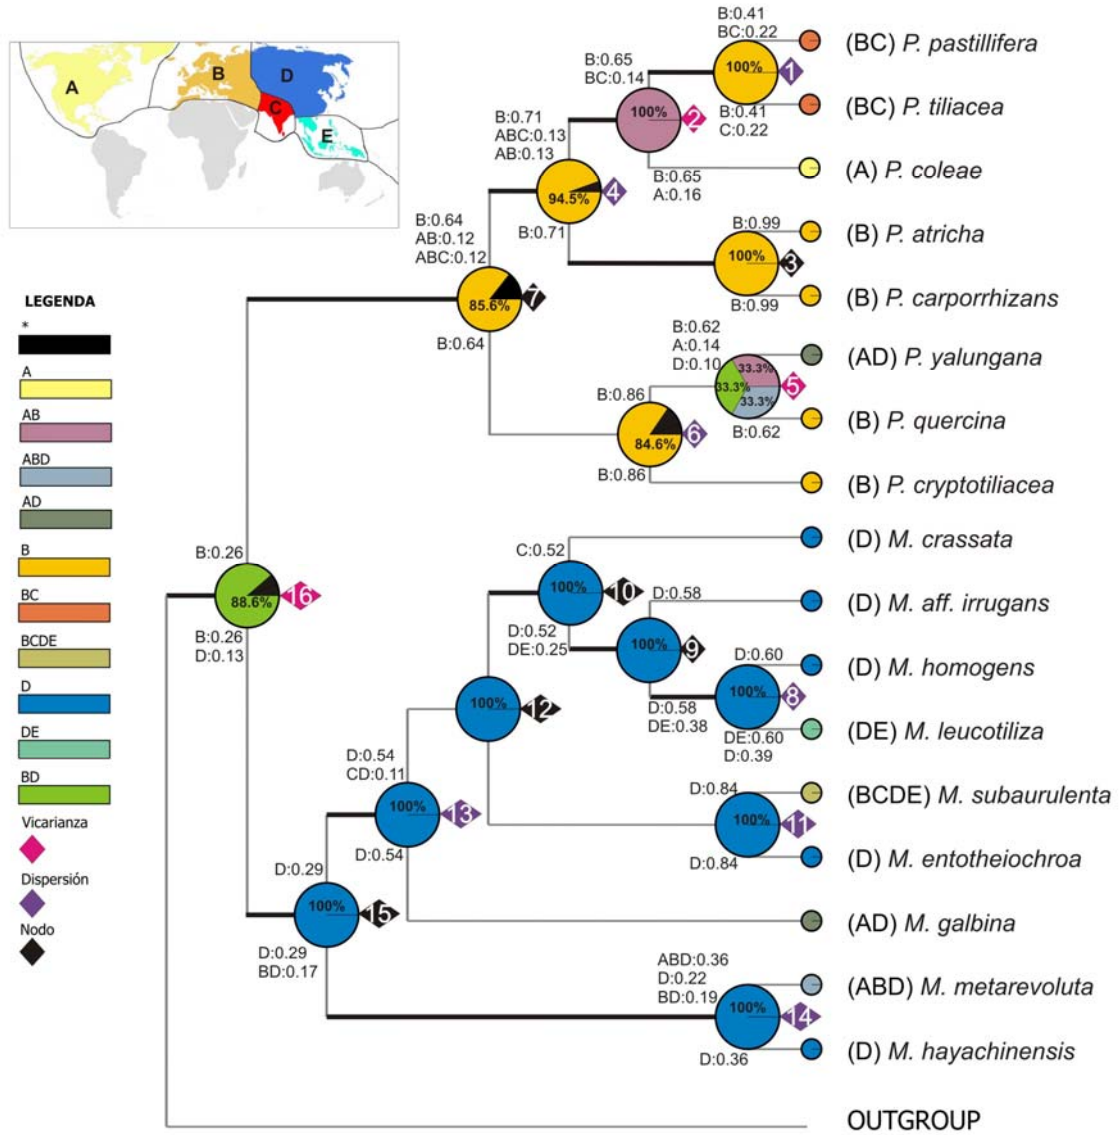 A
B
D
C
E
LEGENDA
*
A
AB
ABD
AD
B
BC
BCDE
D
DE
BD
Vicarianza
Dispersión
Nodo
B:0.41
BC:0.22
100%
1
B:0.41
C:0.22
(BC) P. pastillifera
(BC) P. tiliacea
B:0.65
BC:0.14
100%
2
B:0.65
A:0.16
(A) P. coleae
B:0.71
ABC:0.13
AB:0.13
94.5%
4
B:0.71
B:0.99
100%
3
B:0.99
(B) P. atricha
(B) P. carporrhizans
B:0.64
AB:0.12
ABC:0.12
85.6%
7
B:0.64
B:0.62
A:0.14
D:0.10
33.3%
33.3%
33.3%
5
B:0.62
(AD) P. yalungana
(B) P. quercina
B:0.86
84.6%
6
B:0.86
(B) P. cryptotiliacea
B:0.26
88.6%
16
B:0.26
D:0.13
C:0.52
100%
10
D:0.52
DE:0.25
(D) M. crassata
D:0.58
100%
9
D:0.58
DE:0.38
(D) M. aff. irrugans
D:0.60
100%
8
DE:0.60
D:0.39
(D) M. homogens
(DE) M. leucotiliza
100%
12
D:0.84
100%
11
D:0.84
(BCDE) M. subaurulenta
(D) M. entotheiochroa
D:0.54
CD:0.11
100%
13
D:0.54
(AD) M. galbina
D:0.29
100%
15
D:0.29
BD:0.17
ABD:0.36
D:0.22
BD:0.19
100%
14
D:0.36
(ABD) M. metarevoluta
(D) M. hayachinensis
OUTGROUP